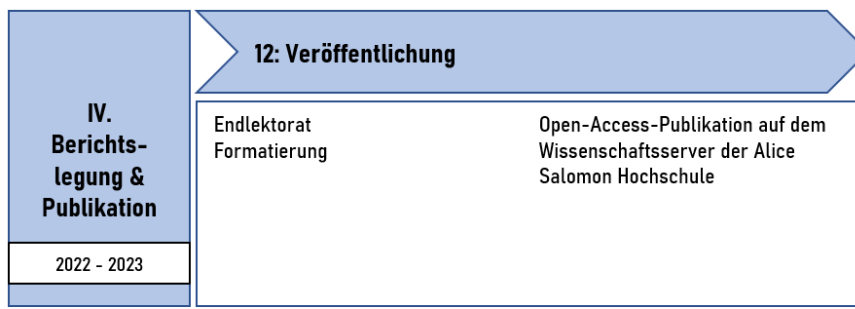 IV.
Berichts-
legung &
Publikation
2022 - 2023
12: Veröffentlichung
Endlektorat
Formatierung
Open-Access-Publikation auf dem
Wissenschaftsserver der Alice
Salomon Hochschule